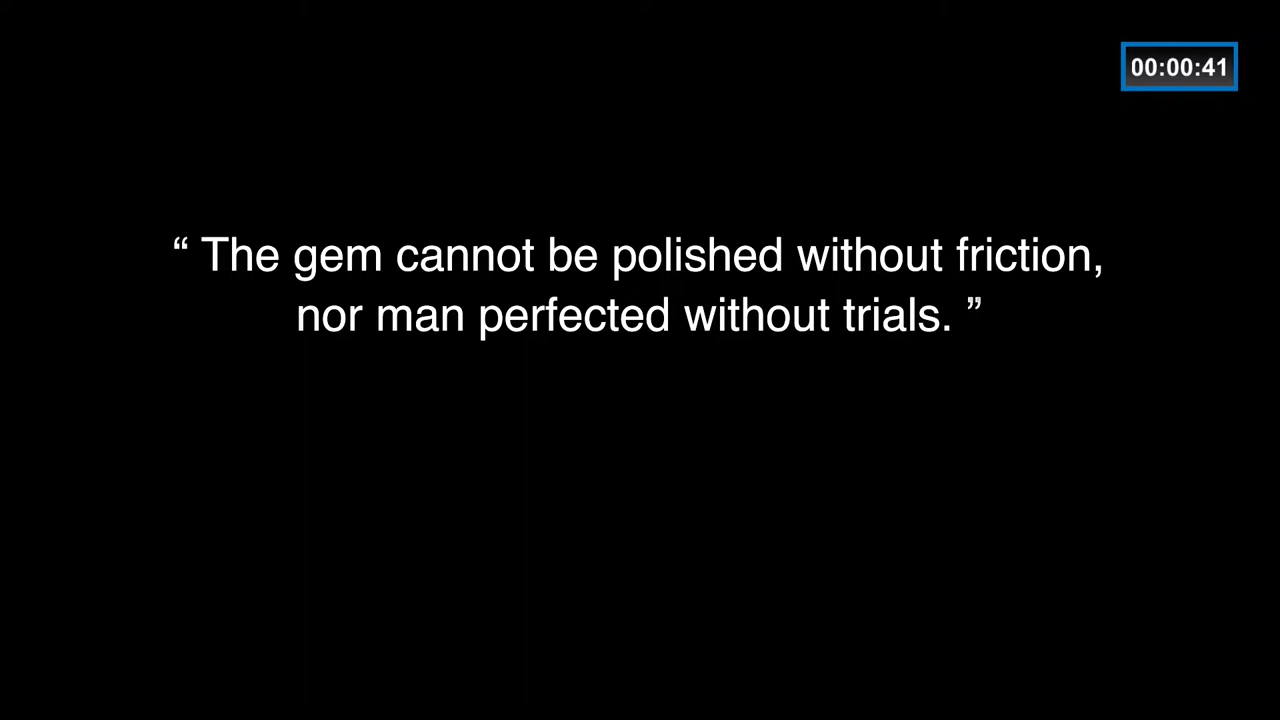 00:00:41
“ The gem cannot be polished without friction,
nor man perfected without trials. ”